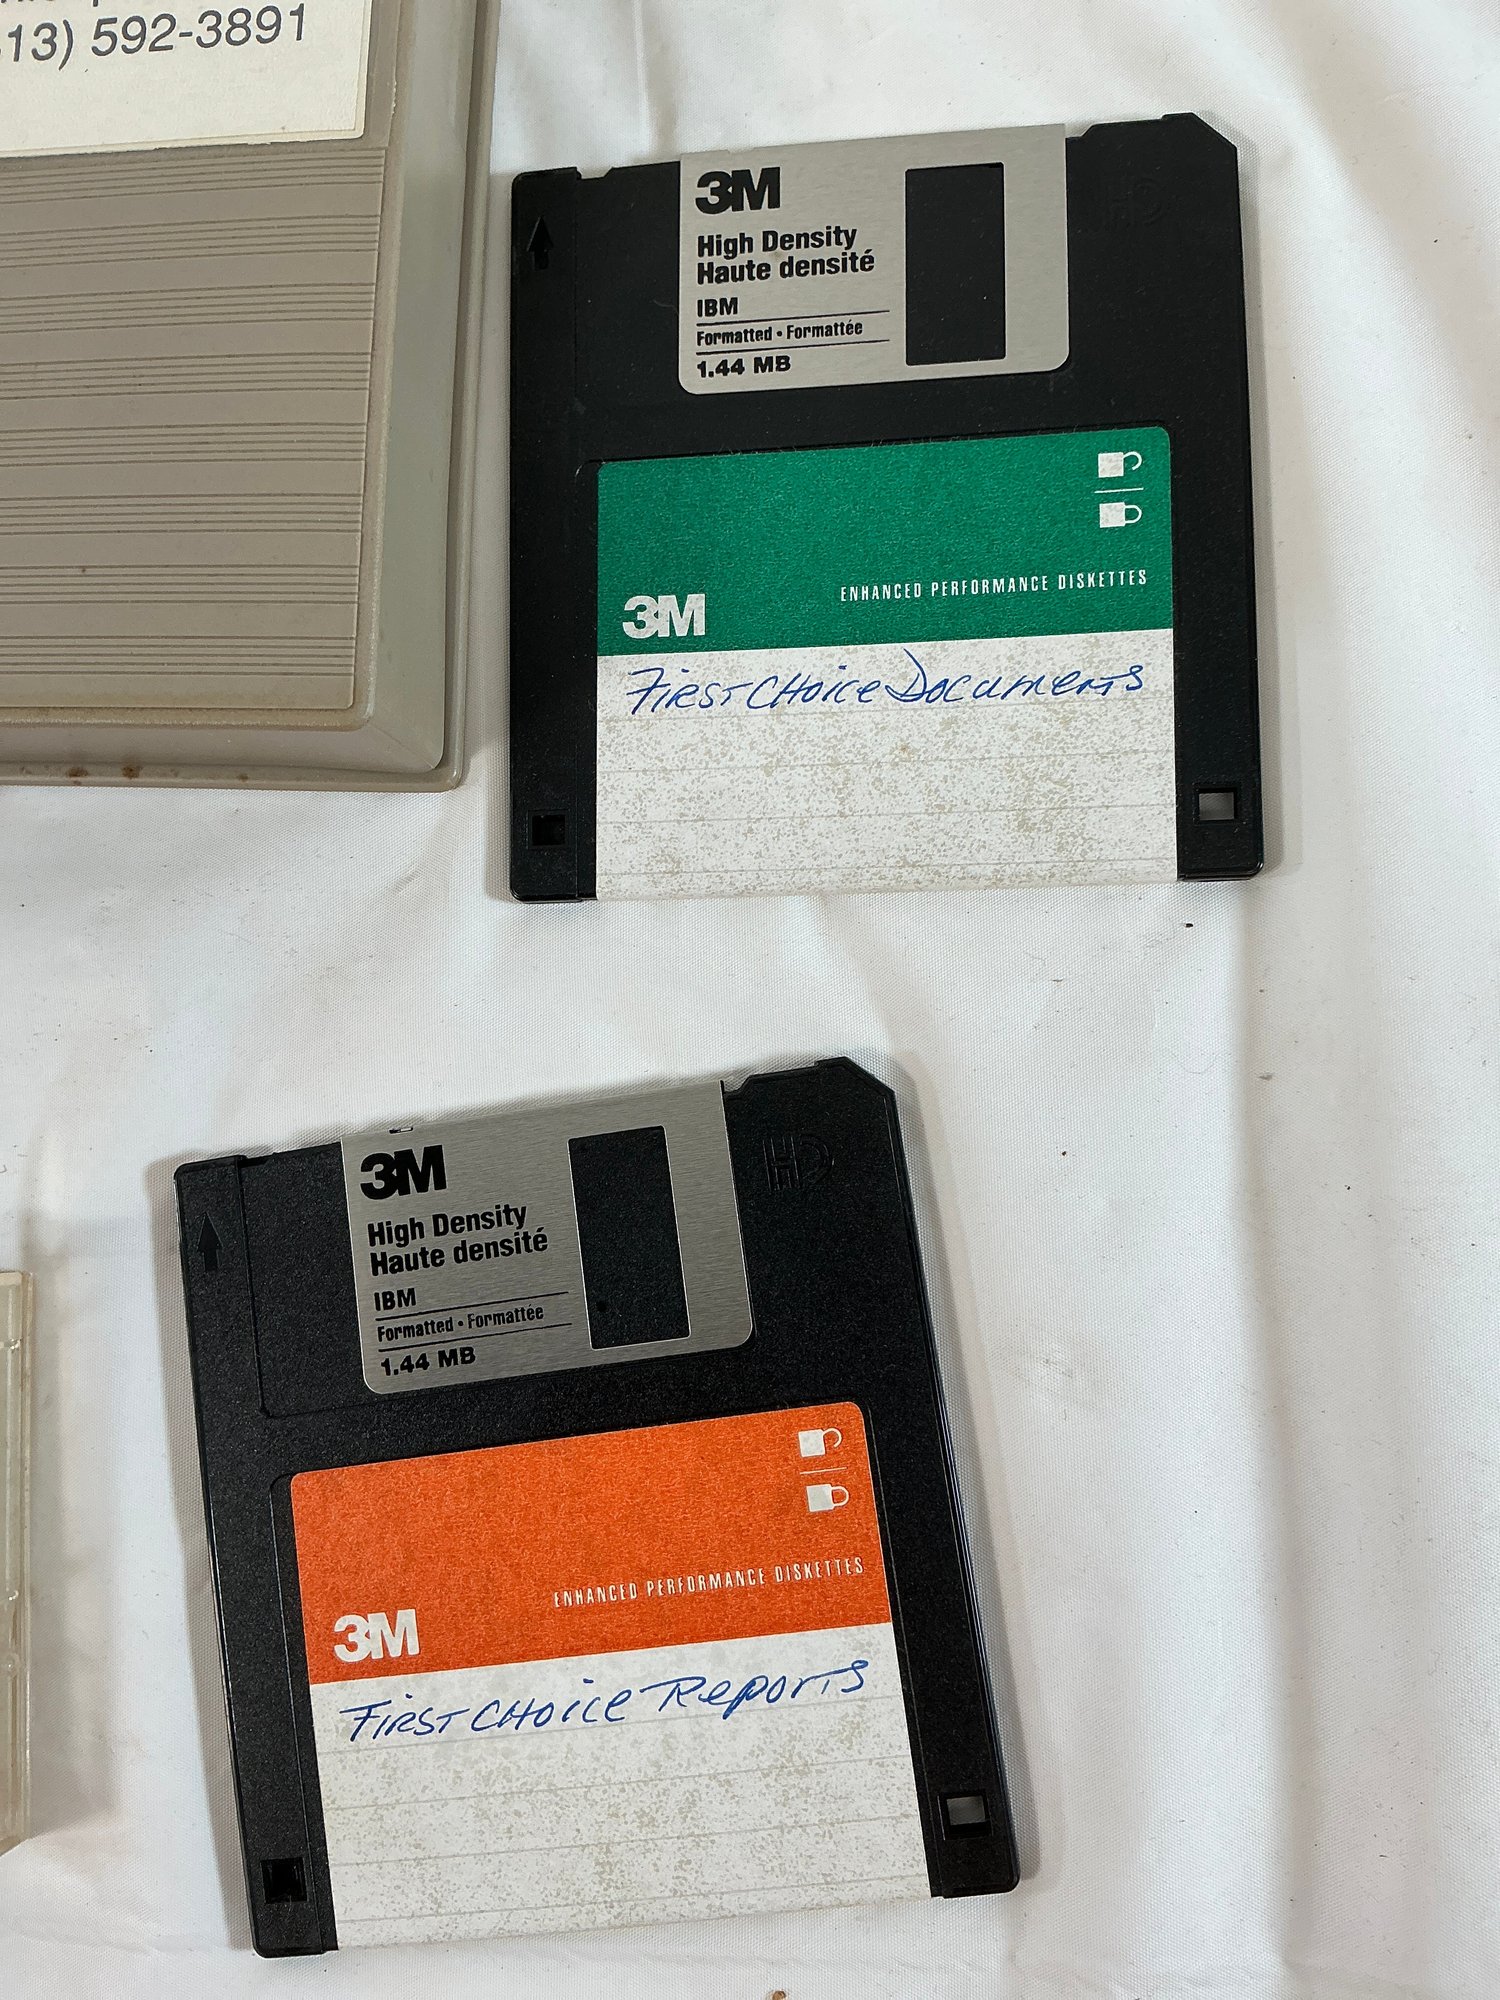 13) 592-3891
3M
High Density
Haute densité
IBM
Formatted • Formattée
1.44 MB
HD
ENHANCED PERFORMANCE DISKETTES
3M
First Choice Documents
3M
High Density
Haute densité
IBM
Formatted • Formattée
1.44 MB
HD
ENHANCED PERFORMANCE DISKETTES
3M
First Choice Reports